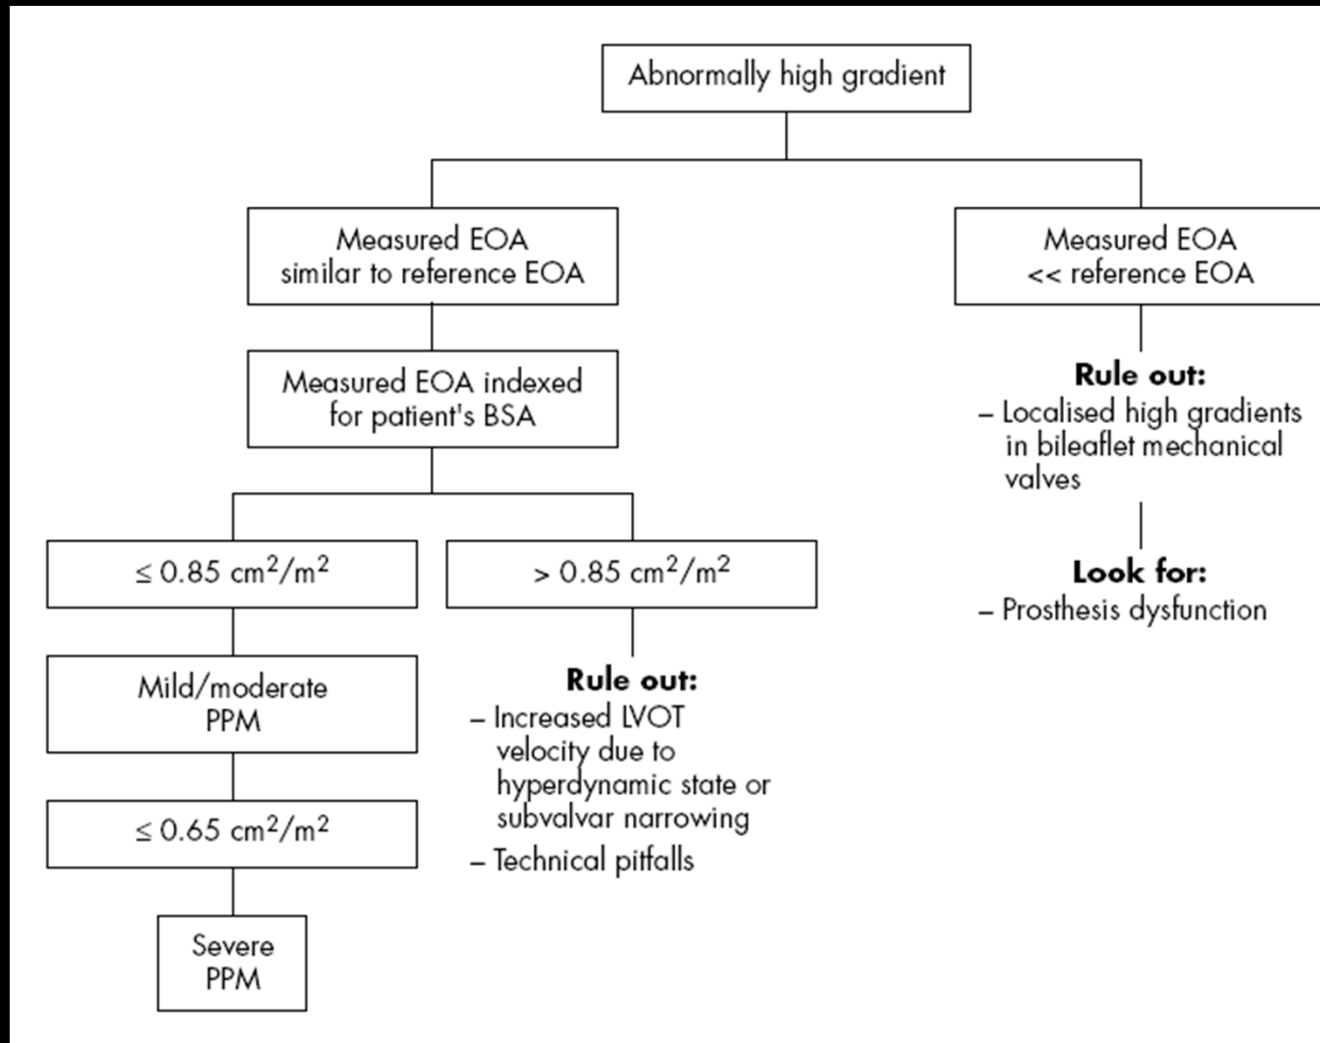 Abnormally high gradient
Measured EOA
similar to reference EOA
Measured EOA
<< reference EOA
Measured EOA indexed
for patient's BSA
Rule out:
– Localised high gradients
in bileaflet mechanical
valves
Look for:
– Prosthesis dysfunction
≤ 0.85 cm²/m²
> 0.85 cm²/m²
Mild/moderate
PPM
≤ 0.65 cm²/m²
Severe
PPM
Rule out:
– Increased LVOT
velocity due to
hyperdynamic state or
subvalvar narrowing
– Technical pitfalls